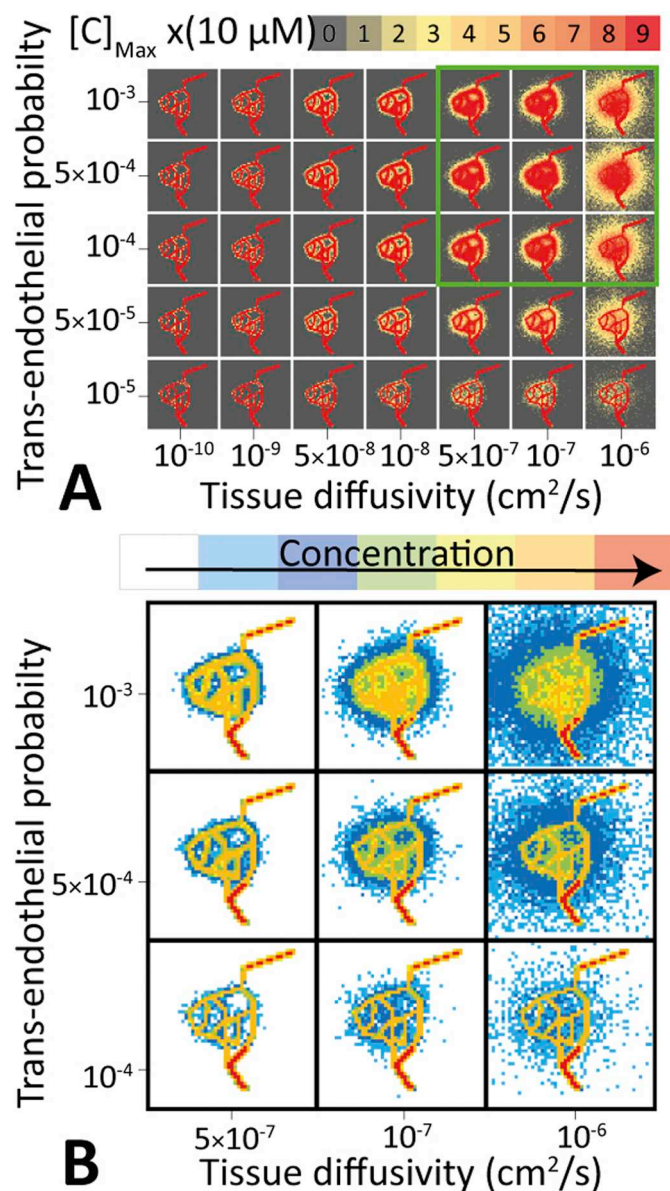 [C]Max x(10 μM) 0 1 2 3 4 5 6 7 8 9
Trans-endothelial probabilty
10⁻³
5×10⁻⁴
10⁻⁴
5×10⁻⁵
10⁻⁵
10⁻¹⁰ 10⁻⁹ 5×10⁻⁸ 10⁻⁸ 5×10⁻⁷ 10⁻⁷ 10⁻⁶
Tissue diffusivity (cm²/s)
A
Concentration
Trans-endothelial probabilty
10⁻³
5×10⁻⁴
10⁻⁴
5×10⁻⁷ 10⁻⁷ 10⁻⁶
Tissue diffusivity (cm²/s)
B